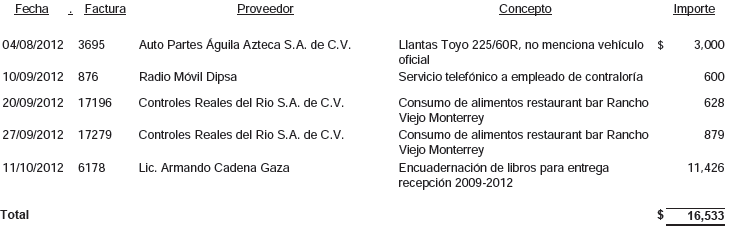 Fecha . Factura Proveedor Concepto Importe
04/08/2012 3695 Auto Partes Águila Azteca S.A. de C.V. Llantas Toyo 225/60R, no menciona vehículo $ 3,000
oficial
10/09/2012 876 Radio Móvil Dipsa Servicio telefónico a empleado de contraloría 600
20/09/2012 17196 Controles Reales del Rio S.A. de C.V. Consumo de alimentos restaurant bar Rancho 628
Viejo Monterrey
27/09/2012 17279 Controles Reales del Rio S.A. de C.V. Consumo de alimentos restaurant bar Rancho 879
Viejo Monterrey
11/10/2012 6178 Lic. Armando Cadena Gaza Encuadernación de libros para entrega 11,426
recepción 2009-2012
Total $ 16,533